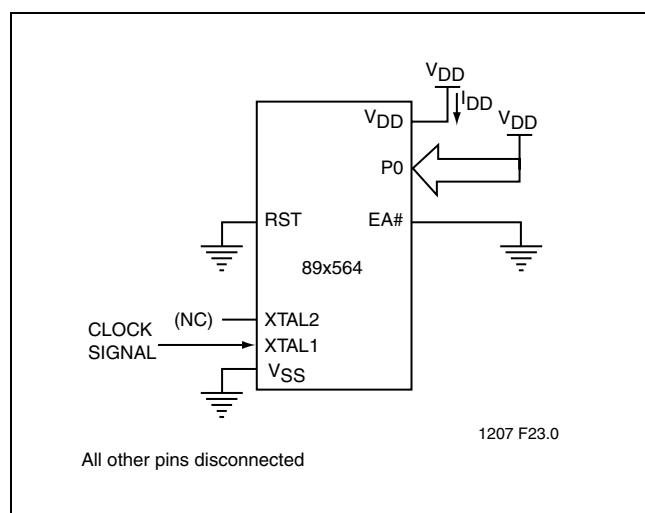 VDD
IDD
VDD
VDD
P0
RST
EA#
89x564
(NC)
XTAL2
CLOCK
SIGNAL
XTAL1
VSS
1207 F23.0
All other pins disconnected